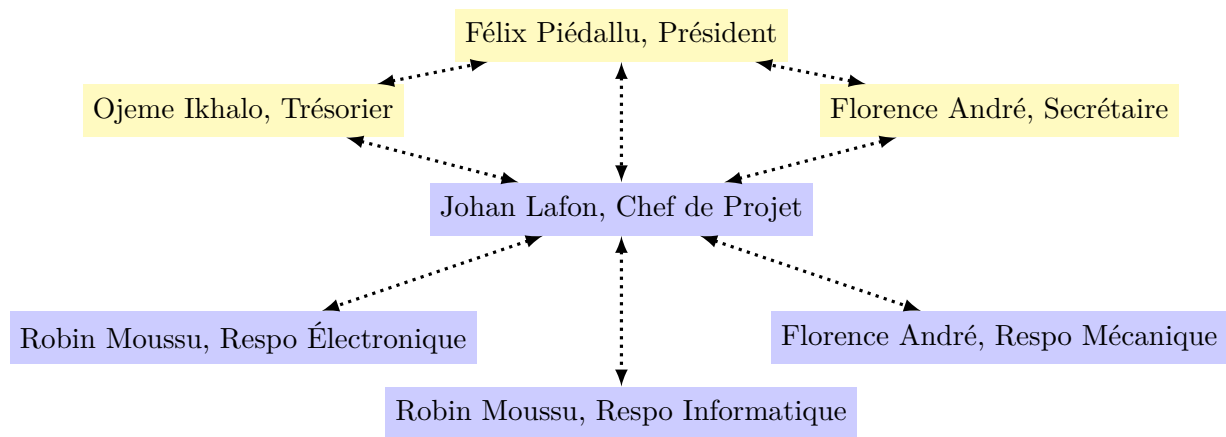 Félix Piédallu, Président
Ojeme Ikhalo, Trésorier
Florence André, Secrétaire
Johan Lafon, Chef de Projet
Robin Moussu, Respo Électronique
Florence André, Respo Mécanique
Robin Moussu, Respo Informatique